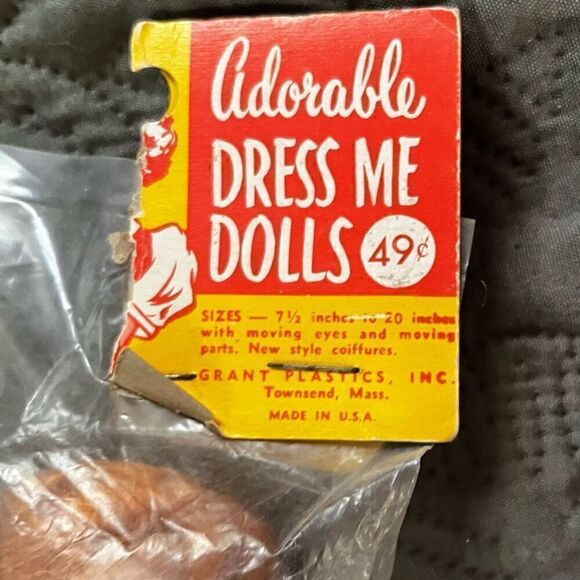 Adorable
DRESS ME
DOLLS 49¢
SIZES — 7½ inches to 20 inches
with moving eyes and moving
parts. New style coiffures.
GRANT PLASTICS, INC.
Townsend, Mass.
MADE IN U.S.A.